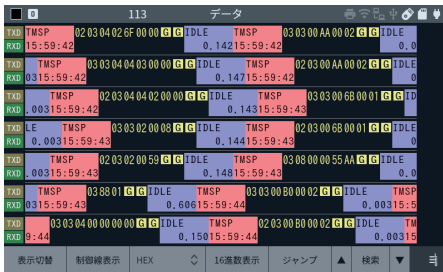 0 113 データ
TXD TMSP 02 03 04 02 6F 00 00 G G IDLE TMSP 03 03 00 AA 00 02 G G IDLE
RXD 15:59:42 0.142 15:59:42 0.0
TXD TMSP 03 03 04 04 03 00 00 G G IDLE TMSP 02 03 00 AA 00 02 G G IDLE
RXD 03 15:59:42 0.147 15:59:42 0
TXD TMSP 02 03 04 04 02 00 00 G G IDLE TMSP 03 03 00 6B 00 01 G G ID
RXD .003 15:59:42 0.143 15:59:43
TXD LE TMSP 03 03 02 00 08 G G IDLE TMSP 02 03 00 6B 00 01 G G IDLE
RXD 0.003 15:59:43 0.144 15:59:43 0
TXD TMSP 02 03 02 00 59 G G IDLE TMSP 03 08 00 00 55 AA G G IDLE
RXD .003 15:59:43 0.148 15:59:43 0.0
TXD TMSP 03 88 01 G G IDLE TMSP 03 03 00 B0 00 02 G G IDLE TMSP
RXD 03 15:59:43 0.606 15:59:44 0.003 15:5
TXD 03 03 04 00 00 00 00 G G IDLE TMSP 02 03 00 B0 00 02 G G IDLE TM
RXD 9:44 0.150 15:59:44 0.003 15
表示切替 制御線表示 HEX 16進数表示 ジャンプ ▲ 検索 ▼